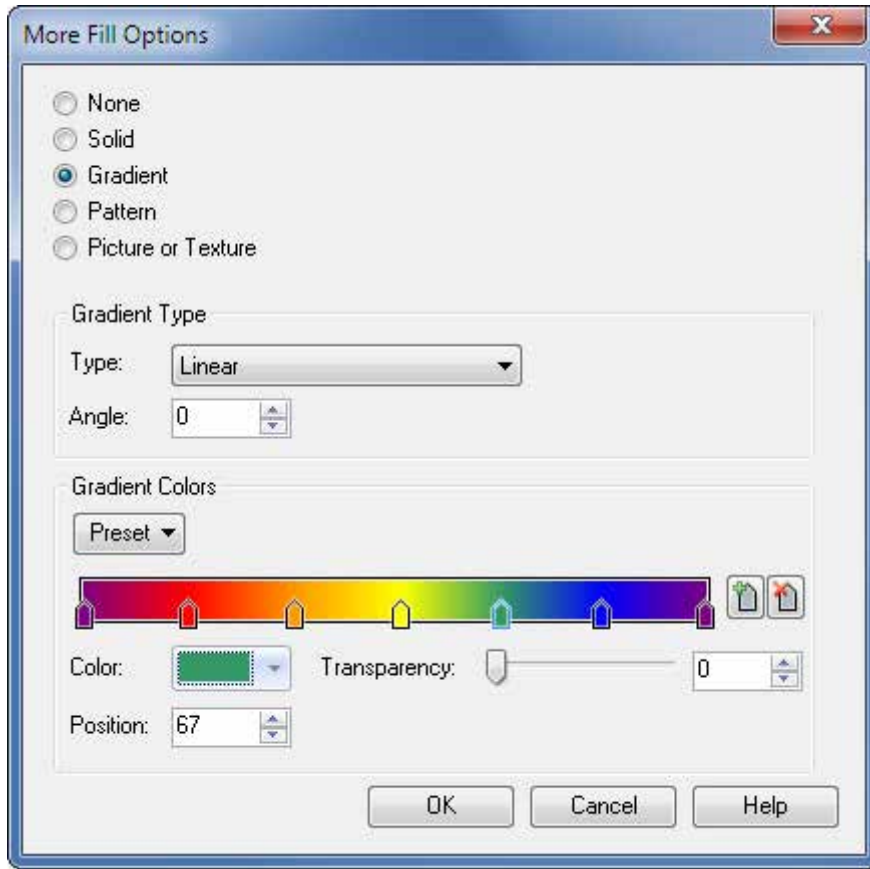 More Fill Options
None
Solid
Gradient
Pattern
Picture or Texture
Gradient Type
Type: Linear
Angle: 0
Gradient Colors
Preset
Color: Transparency: 0
Position: 67
OK Cancel Help